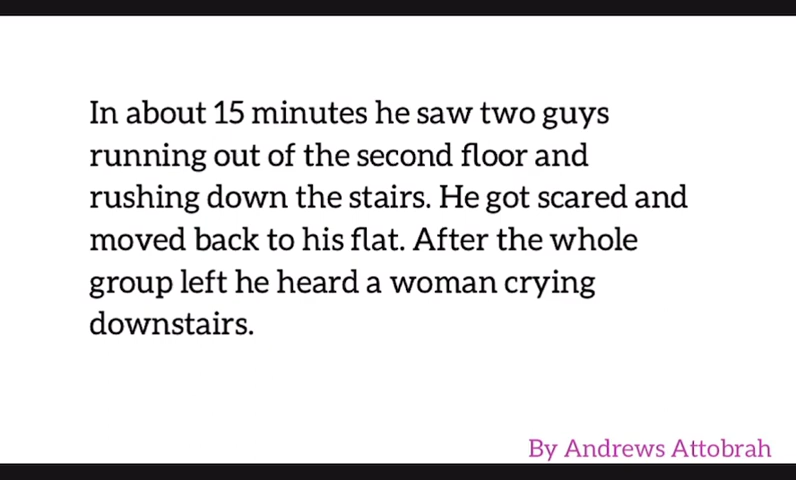 In about 15 minutes he saw two guys
running out of the second floor and
rushing down the stairs. He got scared and
moved back to his flat. After the whole
group left he heard a woman crying
downstairs.
By Andrews Attobrah